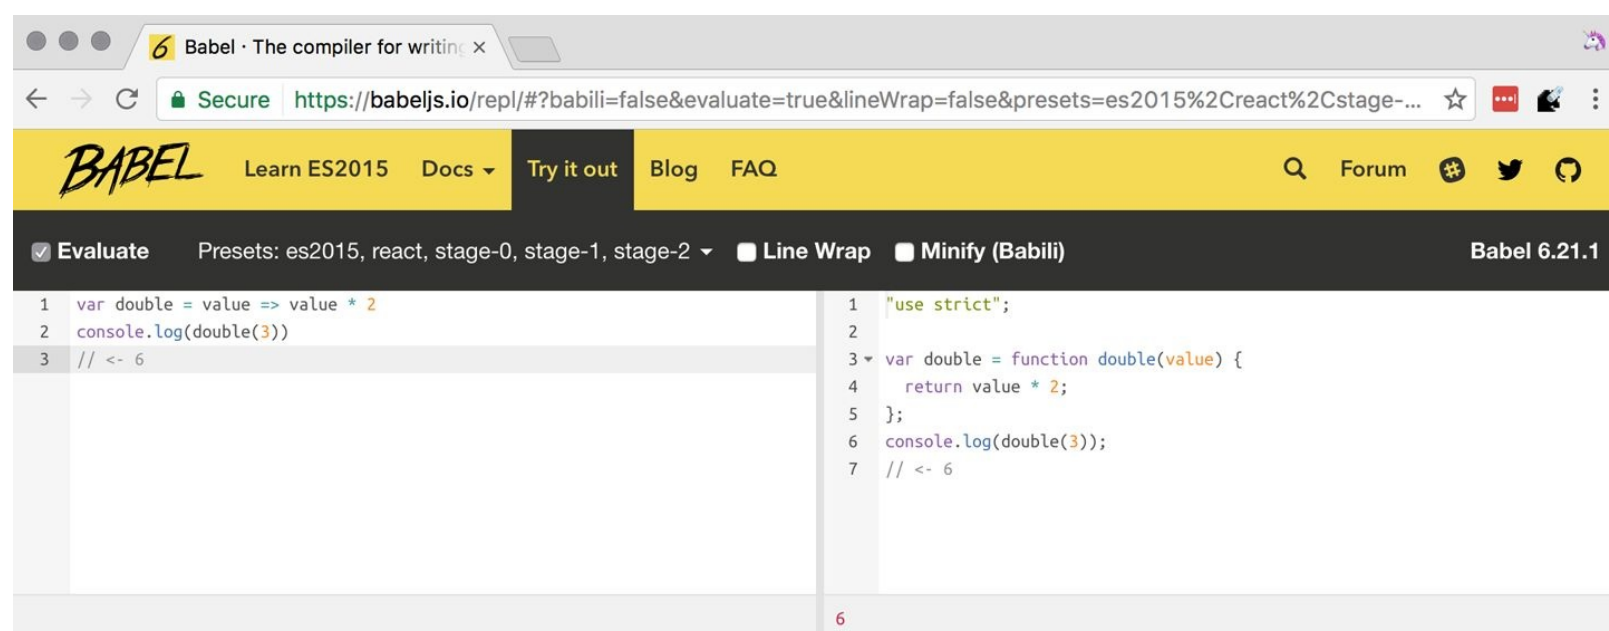 6 Babel · The compiler for writing
Secure https://babeljs.io/repl/#?babili=false&evaluate=true&lineWrap=false&presets=es2015%2Creact%2Cstage-...
BABEL Learn ES2015 Docs Try it out Blog FAQ Forum
Evaluate Presets: es2015, react, stage-0, stage-1, stage-2 Line Wrap Minify (Babili) Babel 6.21.1
1 var double = value => value * 2
2 console.log(double(3))
3 // <- 6
1 "use strict";
2
3 var double = function double(value) {
4 return value * 2;
5 };
6 console.log(double(3));
7 // <- 6
6